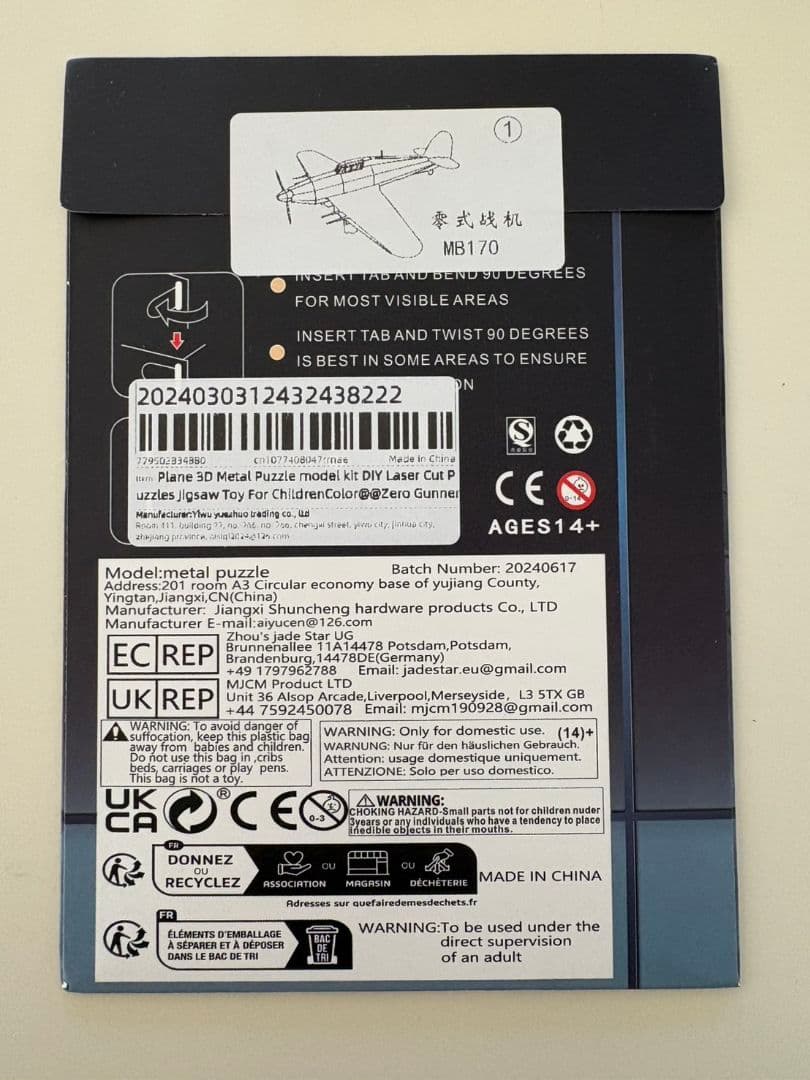 ①
零式战机
MB170
INSERT TAB AND BEND 90 DEGREES
FOR MOST VISIBLE AREAS
INSERT TAB AND TWIST 90 DEGREES
IS BEST IN SOME AREAS TO ENSURE
ON
2024030312432438222
Made in China
Plane 3D Metal Puzzle model kit DIY Laser Cut P
uzzles Jigsaw Toy For ChildrenColor@@Zero Gunner
Manufacturer:Yiwu yuezhuo trading co., Ltd
0-14
CE
AGES14+
Model:metal puzzle
Batch Number: 20240617
Address:201 room A3 Circular economy base of yujiang County,
Yingtan,Jiangxi,CN(China)
Manufacturer: Jiangxi Shuncheng hardware products Co., LTD
Manufacturer E-mail:aiyucen@126.com
EC REP
Zhou's jade Star UG
Brunnenallee 11A14478 Potsdam,Potsdam,
Brandenburg,14478DE(Germany)
+49 1797962788 Email: jadestar.eu@gmail.com
UK REP
MJCM Product LTD
Unit 36 Alsop Arcade,Liverpool,Merseyside, L3 5TX GB
+44 7592450078 Email: mjcm190928@gmail.com
WARNING: To avoid danger of
suffocation, keep this plastic bag
away from babies and children.
Do not use this bag in ,cribs
beds, carriages or play pens.
This bag is not a toy.
WARNING: Only for domestic use. (14)+
WARNUNG: Nur für den häuslichen Gebrauch.
Attention: usage domestique uniquement.
ATTENZIONE: Solo per uso domestico.
UK
CA
®
CE
0-3
WARNING:
CHOKING HAZARD-Small parts not for children nuder
3years or any individuals who have a tendency to place
inedible objects in their mouths.
FR
DONNEZ
OU
RECYCLEZ
ASSOCIATION
OU
MAGASIN
OU
DÉCHÈTERIE
MADE IN CHINA
Adresses sur quefairedemesdechets.fr
FR
ÉLÉMENTS D'EMBALLAGE
À SÉPARER ET À DÉPOSER
DANS LE BAC DE TRI
BAC
DE
TRI
WARNING:To be used under the
direct supervision
of an adult